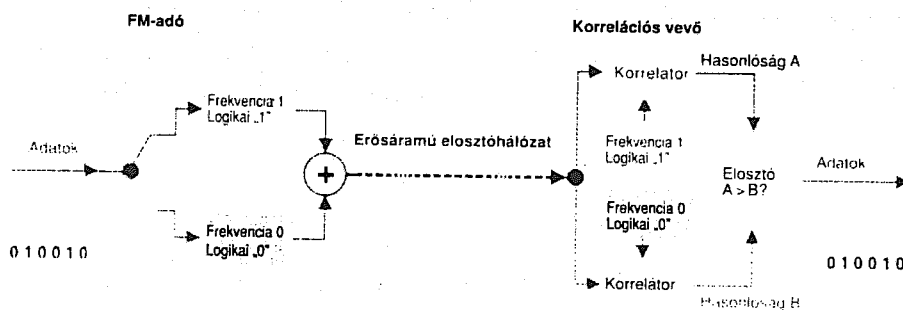 FM-adó
Korrelációs vevő
Adatok
Frekvencia 1
Logikai „1"
Frekvencia 0
Logikai „0"
0 1 0 0 1 0
+
Erősáramú elosztóhálózat
Korrelátor
Hasonlóság A
Frekvencia 1
Logikai „1"
Frekvencia 0
Logikai „0"
Korrelátor
Hasonlóság B
Elosztó
A > B?
Adatok
0 1 0 0 1 0